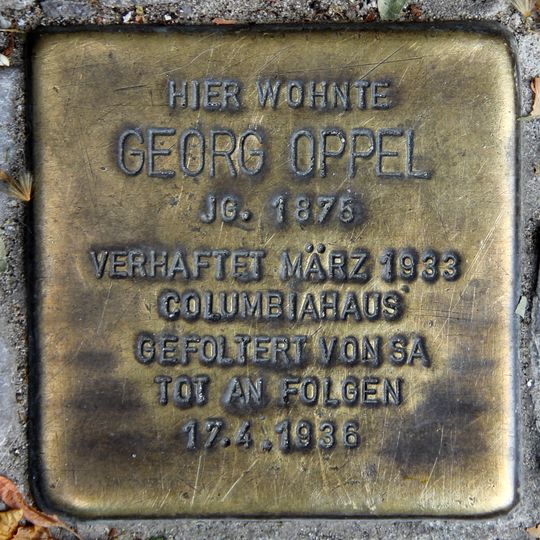 HIER WOHNTE
GEORG OPPEL
JG. 1875
VERHAFTET MÄRZ 1933
COLUMBIAHAUS
GEFOLTERT VON SA
TOT AN FOLGEN
17.4.1936